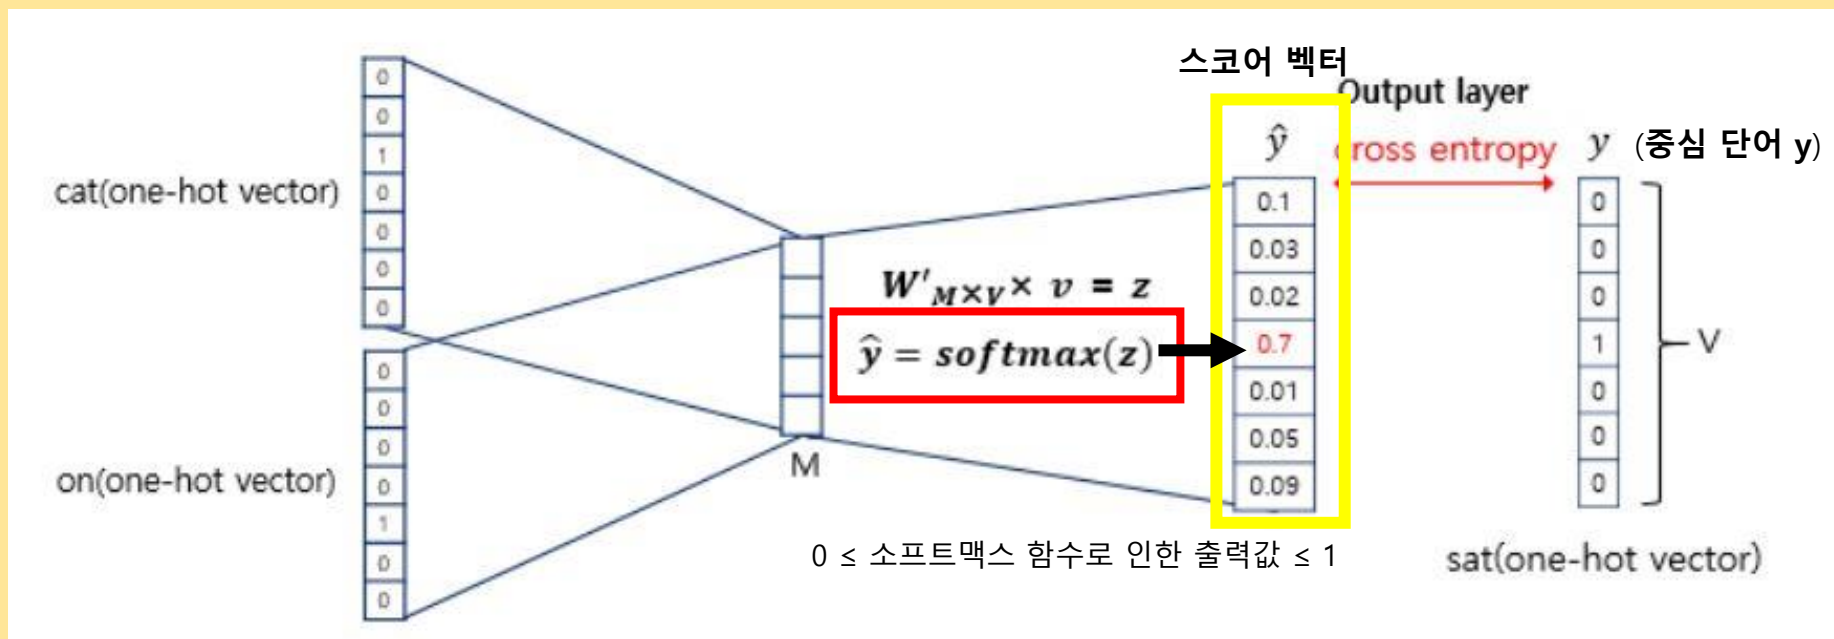 스코어 벡터
Output layer
ŷ
cross entropy
y (중심 단어 y)
cat(one-hot vector)
0
0
1
0
0
0
0
on(one-hot vector)
0
0
0
0
1
0
0
M
W'M×V × v = z
ŷ = softmax(z)
0.1
0.03
0.02
0.7
0.01
0.05
0.09
0
0
0
1
0
0
0
V
0 ≤ 소프트맥스 함수로 인한 출력값 ≤ 1
sat(one-hot vector)